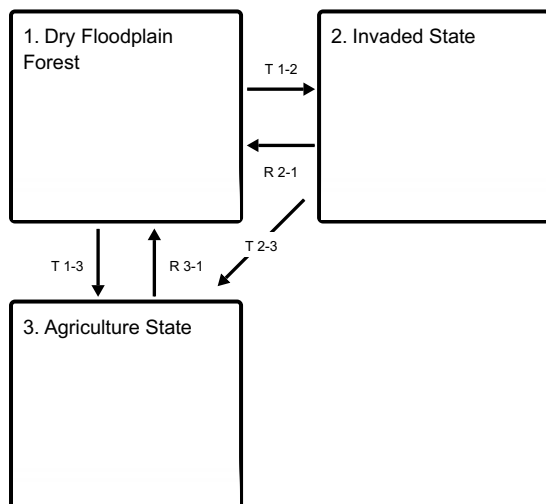 1. Dry Floodplain
Forest
2. Invaded State
T 1-2
R 2-1
T 1-3
R 3-1
T 2-3
3. Agriculture State